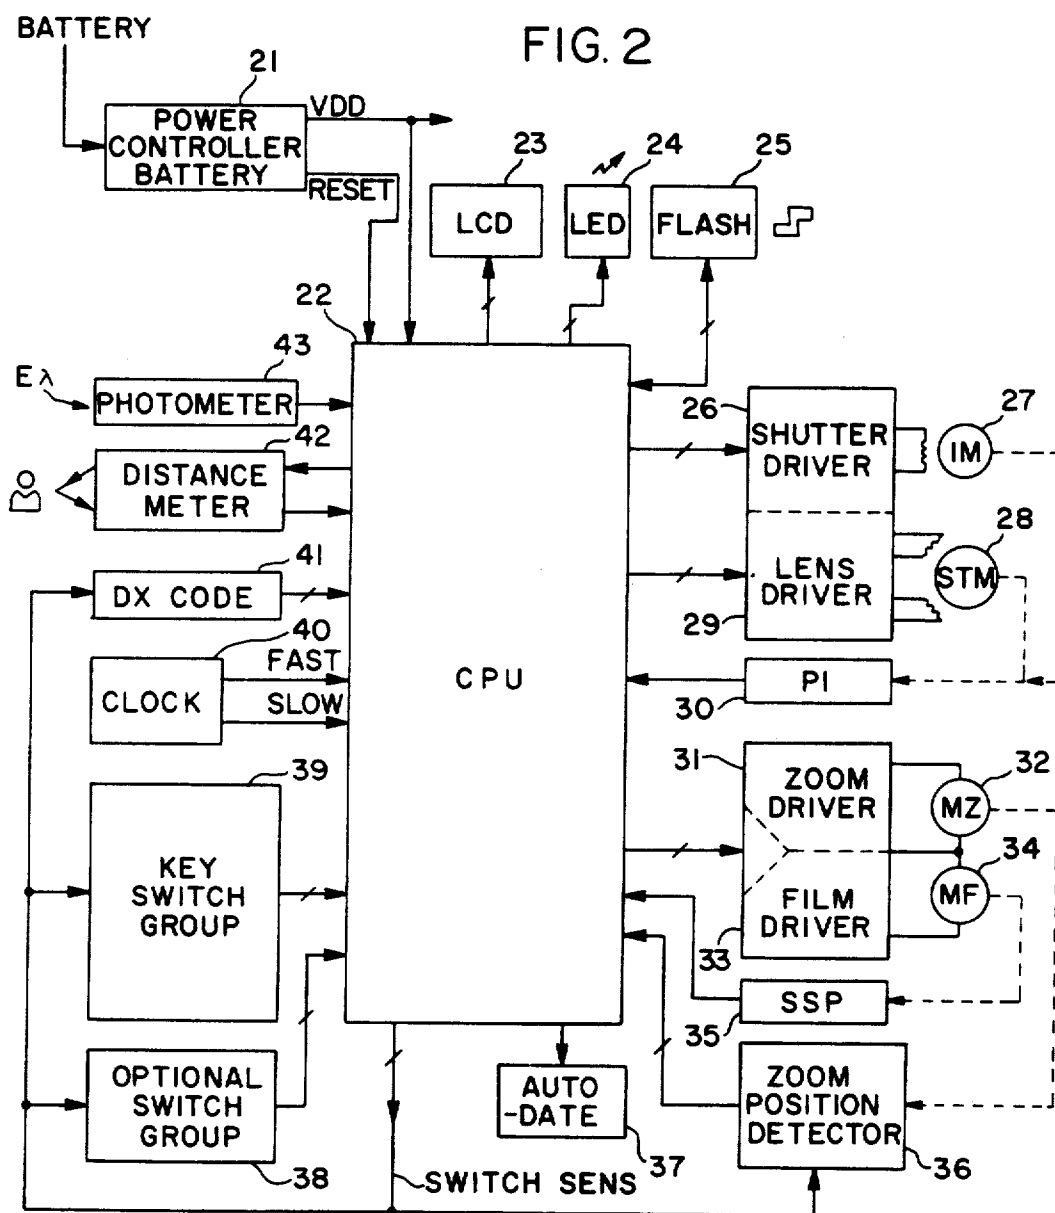 BATTERY
FIG. 2
21
POWER
CONTROLLER
BATTERY
VDD
RESET
23
LCD
24
LED
25
FLASH
22
CPU
43
Eλ
PHOTOMETER
42
DISTANCE
METER
41
DX CODE
40
CLOCK
FAST
SLOW
39
KEY
SWITCH
GROUP
OPTIONAL
SWITCH
GROUP
38
SWITCH SENS
AUTO
-DATE
37
26
SHUTTER
DRIVER
27
IM
28
STM
LENS
DRIVER
29
PI
30
31
ZOOM
DRIVER
32
MZ
34
MF
FILM
DRIVER
33
SSP
35
ZOOM
POSITION
DETECTOR
36